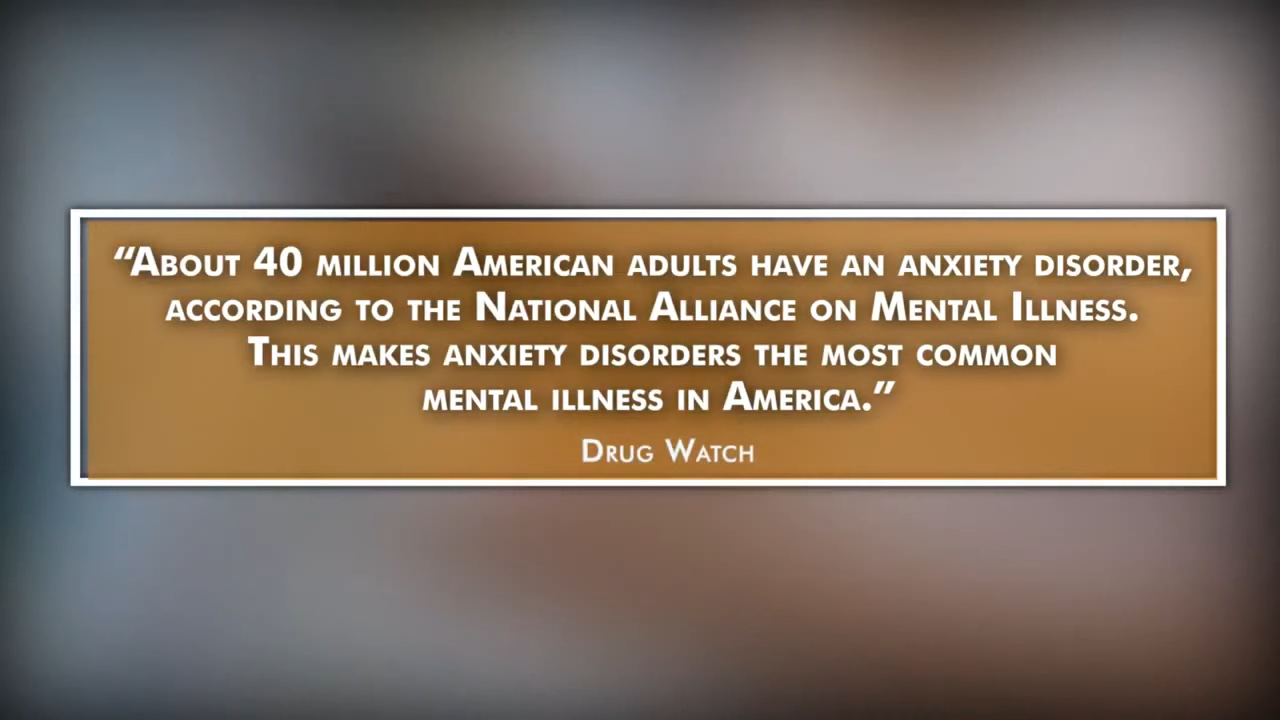 “About 40 million American adults have an anxiety disorder,
according to the National Alliance on Mental Illness.
This makes anxiety disorders the most common
mental illness in America.”
Drug Watch